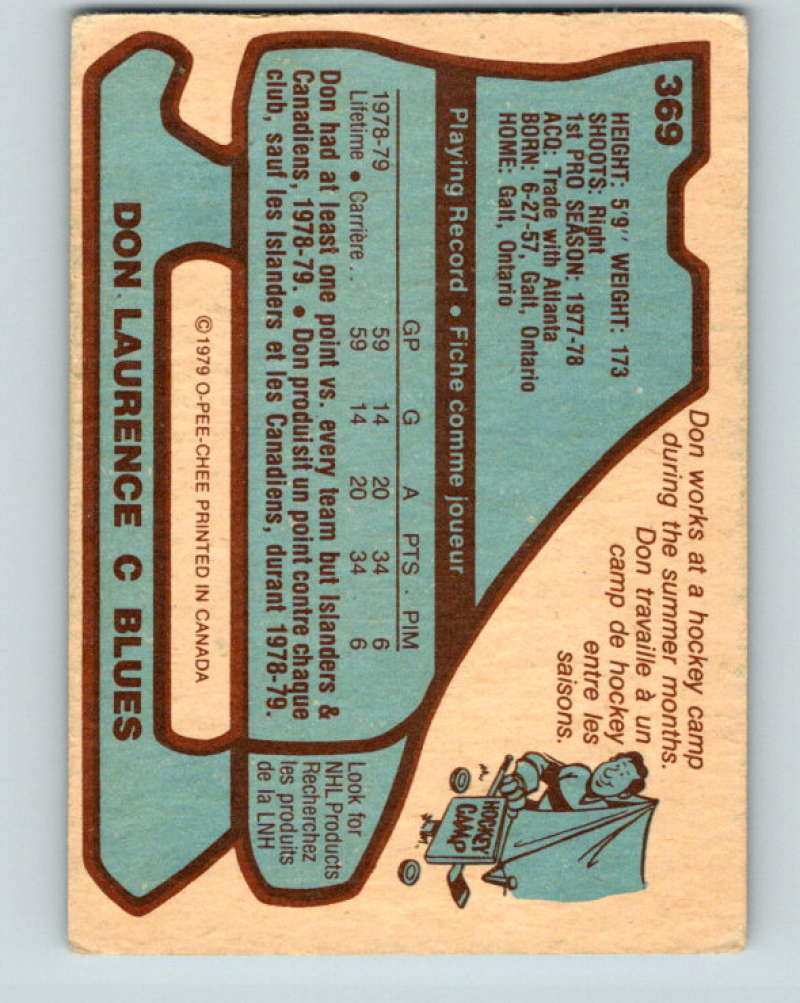 369
HEIGHT: 5'9" WEIGHT: 173
SHOOTS: Right
1st PRO SEASON: 1977-78
ACQ: Trade with Atlanta
BORN: 6-27-57, Galt, Ontario
HOME: Galt, Ontario
Don works at a hockey camp
during the summer months.
Don travaille à un
camp de hockey
entre les
saisons.
HOCKEY
CAMP
Playing Record • Fiche comme joueur
GP G A PTS. PIM
1978-79 59 14 20 34 6
Lifetime • Carrière .. 59 14 20 34 6
Don had at least one point vs. every team but Islanders &
Canadiens, 1978-79. • Don produisit un point contre chaque
club, sauf les Islanders et les Canadiens, durant 1978-79.
Look for
NHL Products
Recherchez
les produits
de la LNH
©1979 O-PEE-CHEE PRINTED IN CANADA
DON LAURENCE C BLUES